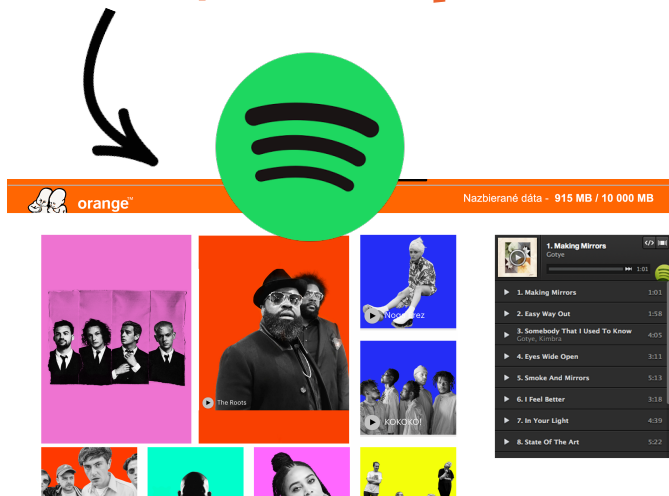 orange™
Nazbierané dáta - 915 MB / 10 000 MB
1. Making Mirrors
Gotye
1:01
The Roots
KOKOKO!
1. Making Mirrors 1:01
2. Easy Way Out 1:58
3. Somebody That I Used To Know 4:05
Gotye, Kimbra
4. Eyes Wide Open 3:11
5. Smoke And Mirrors 5:13
6. I Feel Better 3:18
7. In Your Light 4:39
8. State Of The Art 5:22